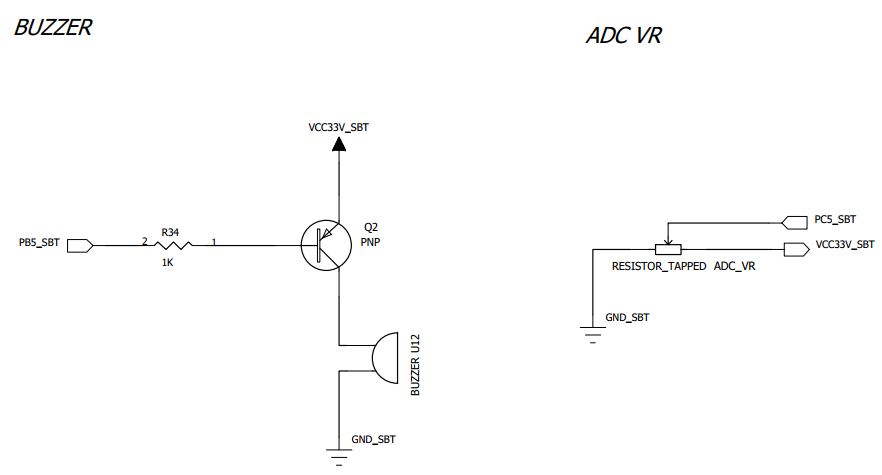 BUZZER
ADC VR
VCC33V_SBT
Q2
PNP
PB5_SBT
2
R34
1
1K
BUZZER U12
GND_SBT
PC5_SBT
VCC33V_SBT
RESISTOR_TAPPED ADC_VR
GND_SBT